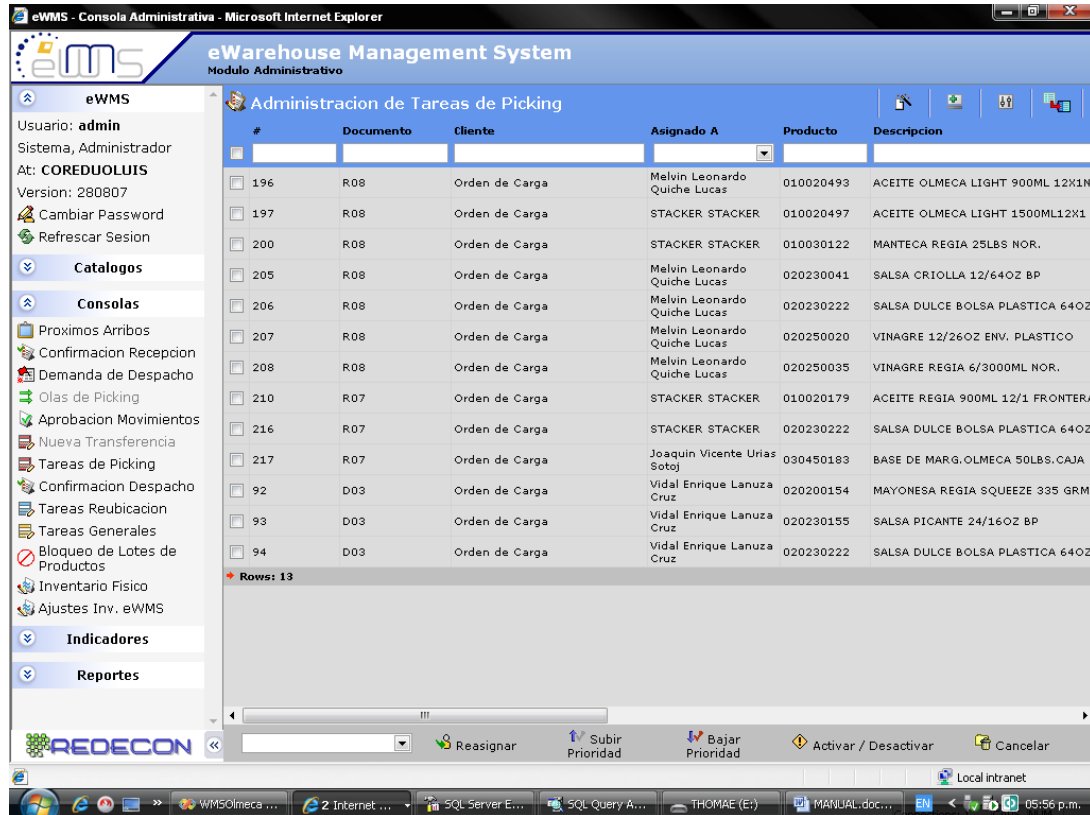 eWMS - Consola Administrativa - Microsoft Internet Explorer
eWMS
eWarehouse Management System
Modulo Administrativo
eWMS
Usuario: admin
Sistema, Administrador
At: COREDUOLUIS
Version: 280807
Cambiar Password
Refrescar Sesion
Catalogos
Consolas
Proximos Arribos
Confirmacion Recepcion
Demanda de Despacho
Olas de Picking
Aprobacion Movimientos
Nueva Transferencia
Tareas de Picking
Confirmacion Despacho
Tareas Reubicacion
Tareas Generales
Bloqueo de Lotes de
Productos
Inventario Fisico
Ajustes Inv. eWMS
Indicadores
Reportes
REDECON
Administracion de Tareas de Picking
# Documento Cliente Asignado A Producto Descripcion
196 R08 Orden de Carga Melvin Leonardo Quiche Lucas 010020493 ACEITE OLMECA LIGHT 900ML 12X1N
197 R08 Orden de Carga STACKER STACKER 010020497 ACEITE OLMECA LIGHT 1500ML12X1
200 R08 Orden de Carga STACKER STACKER 010030122 MANTECA REGIA 25LBS NOR.
205 R08 Orden de Carga Melvin Leonardo Quiche Lucas 020230041 SALSA CRIOLLA 12/64OZ BP
206 R08 Orden de Carga Melvin Leonardo Quiche Lucas 020230222 SALSA DULCE BOLSA PLASTICA 64OZ
207 R08 Orden de Carga Melvin Leonardo Quiche Lucas 020250020 VINAGRE 12/26OZ ENV. PLASTICO
208 R08 Orden de Carga Melvin Leonardo Quiche Lucas 020250035 VINAGRE REGIA 6/3000ML NOR.
210 R07 Orden de Carga STACKER STACKER 010020179 ACEITE REGIA 900ML 12/1 FRONTERA
216 R07 Orden de Carga STACKER STACKER 020230222 SALSA DULCE BOLSA PLASTICA 64OZ
217 R07 Orden de Carga Joaquin Vicente Urias Sotoj 030450183 BASE DE MARG.OLMECA 50LBS.CAJA
92 D03 Orden de Carga Vidal Enrique Lanuza Cruz 020200154 MAYONESA REGIA SQUEEZE 335 GRM
93 D03 Orden de Carga Vidal Enrique Lanuza Cruz 020230155 SALSA PICANTE 24/16OZ BP
94 D03 Orden de Carga Vidal Enrique Lanuza Cruz 020230222 SALSA DULCE BOLSA PLASTICA 64OZ
Rows: 13
Reasignar
Subir
Prioridad
Bajar
Prioridad
Activar / Desactivar
Cancelar
Local intranet
WMSOlmeca ...
2 Internet ...
SQL Server E...
SQL Query A...
THOMAE (E:)
MANUAL.doc...
EN
05:56 p.m.